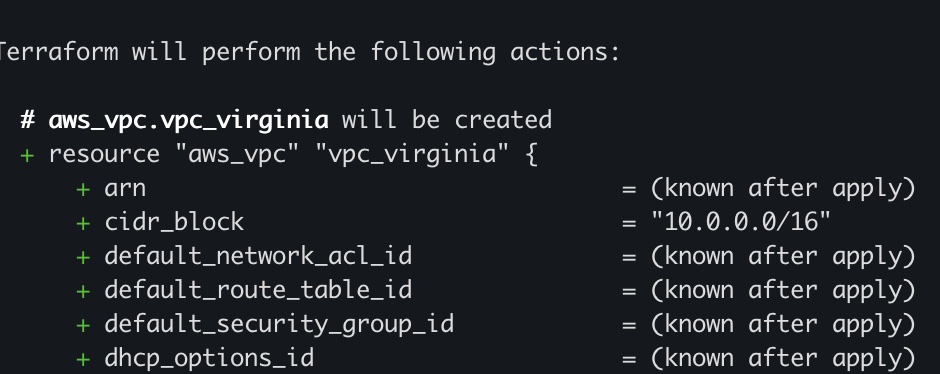 Terraform will perform the following actions:
# aws_vpc.vpc_virginia will be created
+ resource "aws_vpc" "vpc_virginia" {
+ arn = (known after apply)
+ cidr_block = "10.0.0.0/16"
+ default_network_acl_id = (known after apply)
+ default_route_table_id = (known after apply)
+ default_security_group_id = (known after apply)
+ dhcp_options_id = (known after apply)